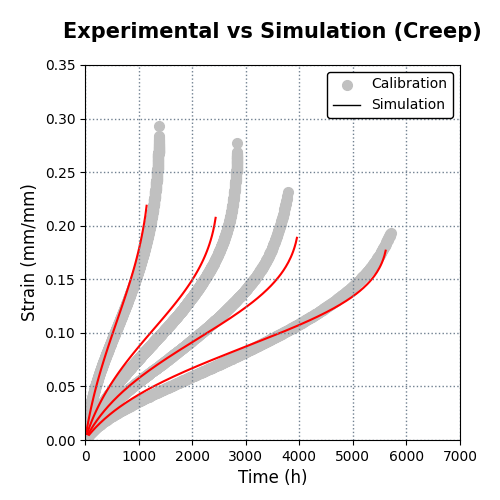 Experimental vs Simulation (Creep)
0.35
0.30
0.25
0.20
0.15
0.10
0.05
0.00
Strain (mm/mm)
Calibration
Simulation
0 1000 2000 3000 4000 5000 6000 7000
Time (h)